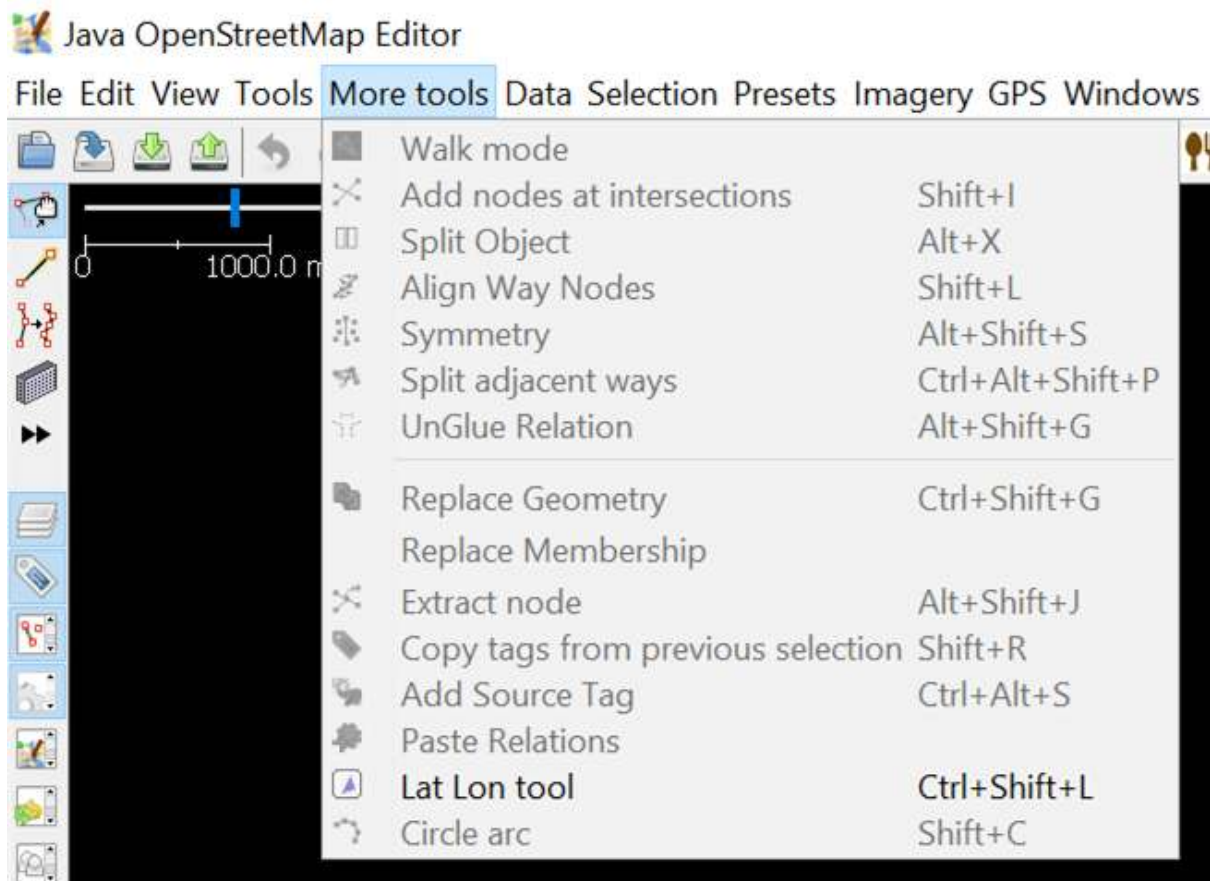 Java OpenStreetMap Editor
File Edit View Tools More tools Data Selection Presets Imagery GPS Windows
Walk mode
Add nodes at intersections Shift+I
Split Object Alt+X
0 1000.0 m
Align Way Nodes Shift+L
Symmetry Alt+Shift+S
Split adjacent ways Ctrl+Alt+Shift+P
UnGlue Relation Alt+Shift+G
Replace Geometry Ctrl+Shift+G
Replace Membership
Extract node Alt+Shift+J
Copy tags from previous selection Shift+R
Add Source Tag Ctrl+Alt+S
Paste Relations
Lat Lon tool Ctrl+Shift+L
Circle arc Shift+C